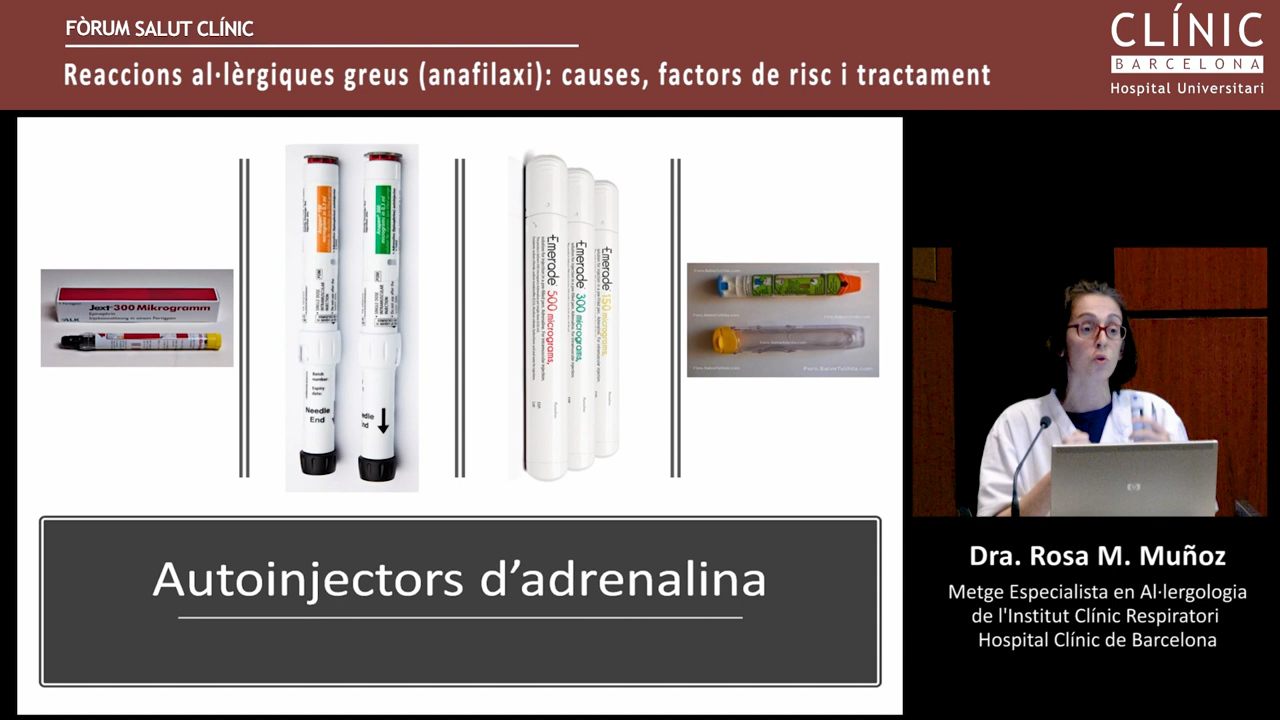 FÒRUM SALUT CLÍNIC
Reaccions al·lèrgiques greus (anafilaxi): causes, factors de risc i tractament
CLÍNIC
BARCELONA
Hospital Universitari
Jext 300 Mikrogramm
ALK
Needle
End
Emerade 500 micrograms,
Emerade 300 micrograms,
Emerade 150 micrograms,
Autoinjectors d’adrenalina
Dra. Rosa M. Muñoz
Metge Especialista en Al·lergologia
de l'Institut Clínic Respiratori
Hospital Clínic de Barcelona